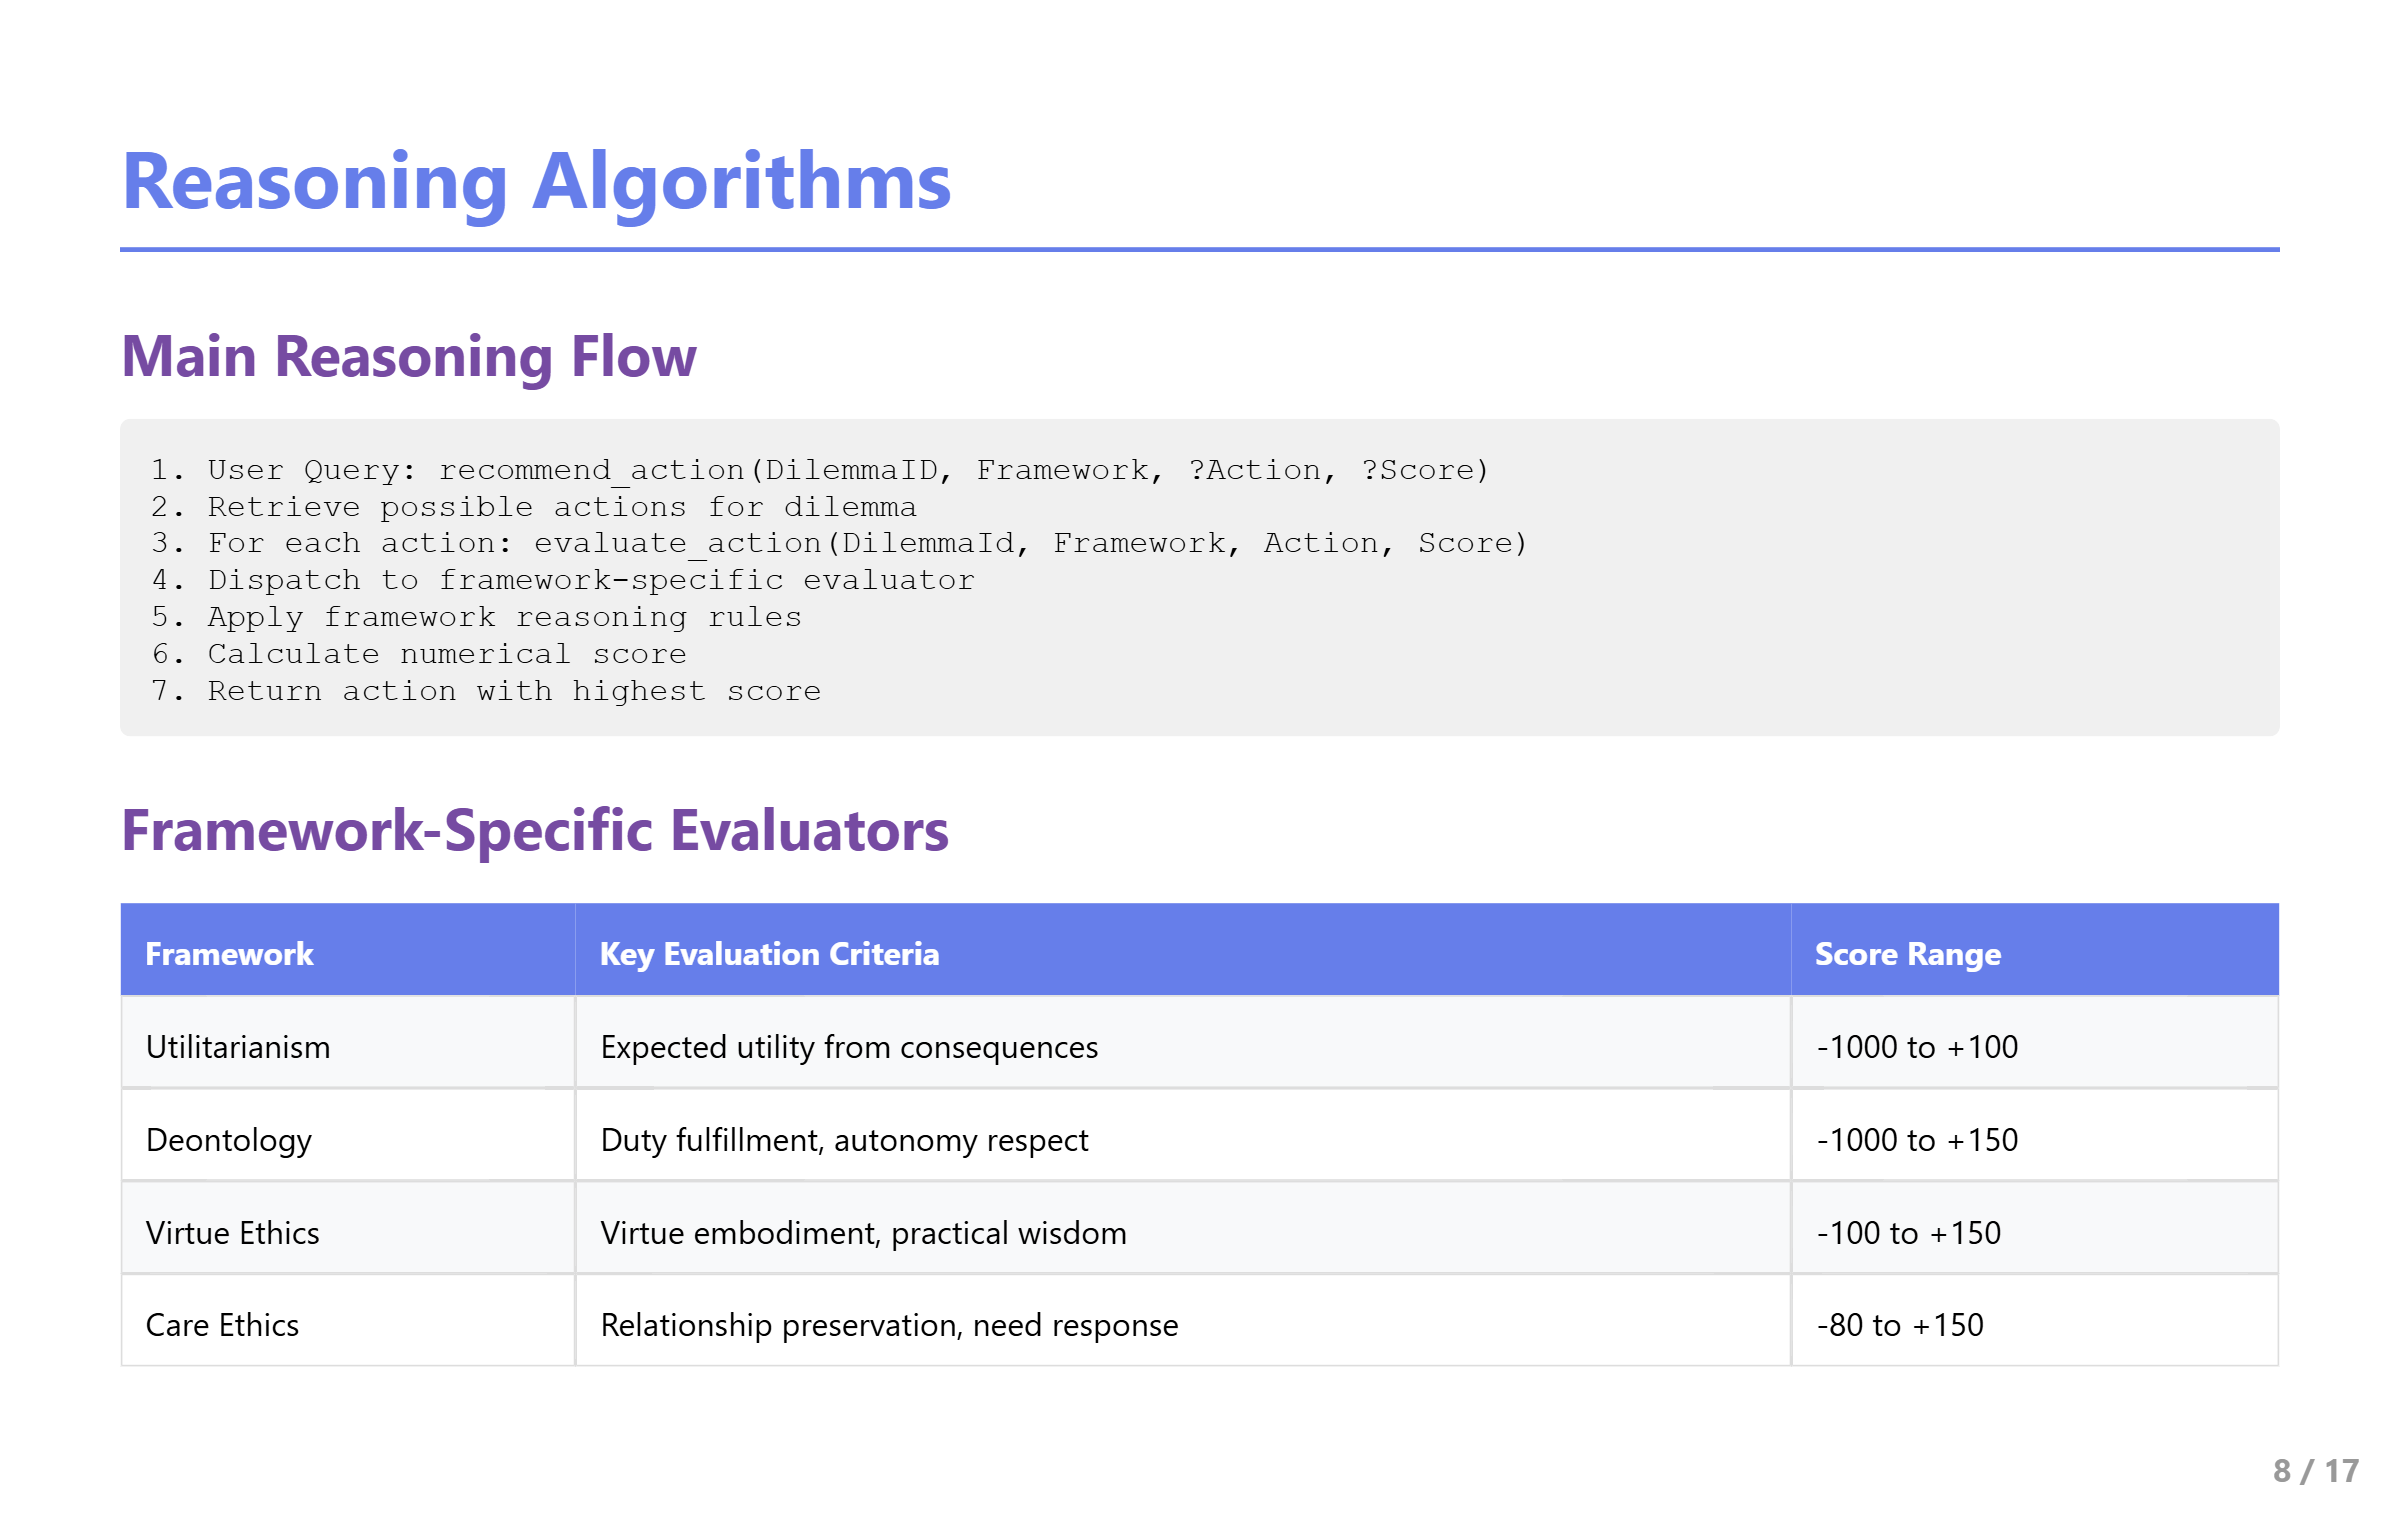 Reasoning Algorithms
Main Reasoning Flow
1. User Query: recommend_action(DilemmaID, Framework, ?Action, ?Score)
2. Retrieve possible actions for dilemma
3. For each action: evaluate_action(DilemmaId, Framework, Action, Score)
4. Dispatch to framework-specific evaluator
5. Apply framework reasoning rules
6. Calculate numerical score
7. Return action with highest score
Framework-Specific Evaluators
Framework Key Evaluation Criteria Score Range
Utilitarianism Expected utility from consequences -1000 to +100
Deontology Duty fulfillment, autonomy respect -1000 to +150
Virtue Ethics Virtue embodiment, practical wisdom -100 to +150
Care Ethics Relationship preservation, need response -80 to +150
8 / 17